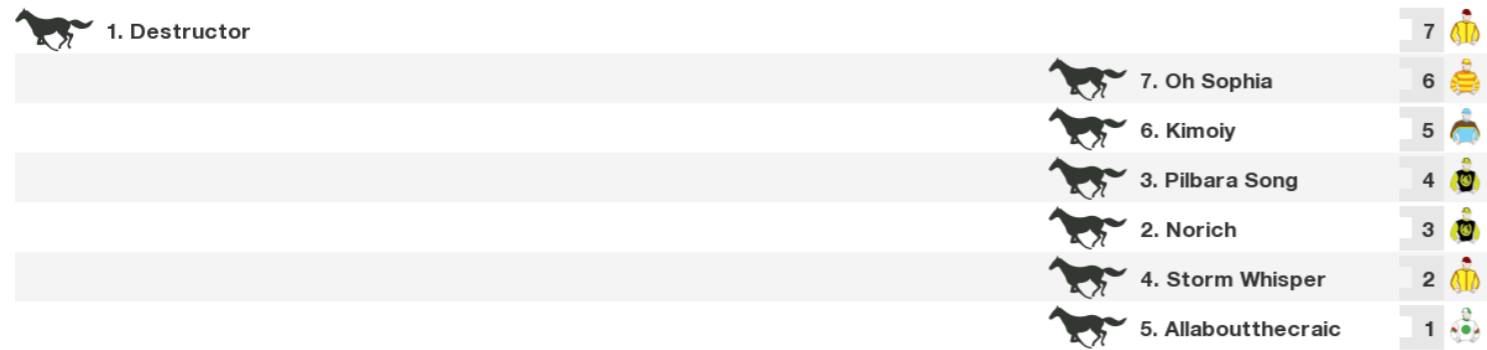 1. Destructor 7
7. Oh Sophia 6
6. Kimoiy 5
3. Pilbara Song 4
2. Norich 3
4. Storm Whisper 2
5. Allaboutthecraic 1